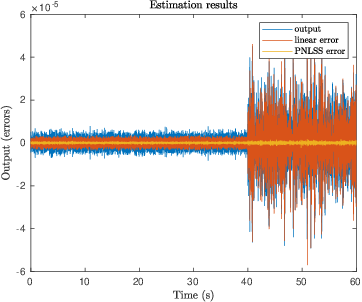 Estimation results
×10⁻⁵
6
4
2
0
-2
-4
-6
Output (errors)
output
linear error
PNLSS error
0 10 20 30 40 50 60
Time (s)